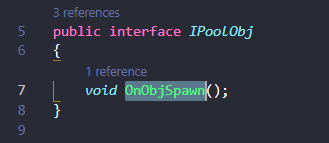 3 references
5 public interface IPoolObj
6 {
1 reference
7 void OnObjSpawn();
8 }
9